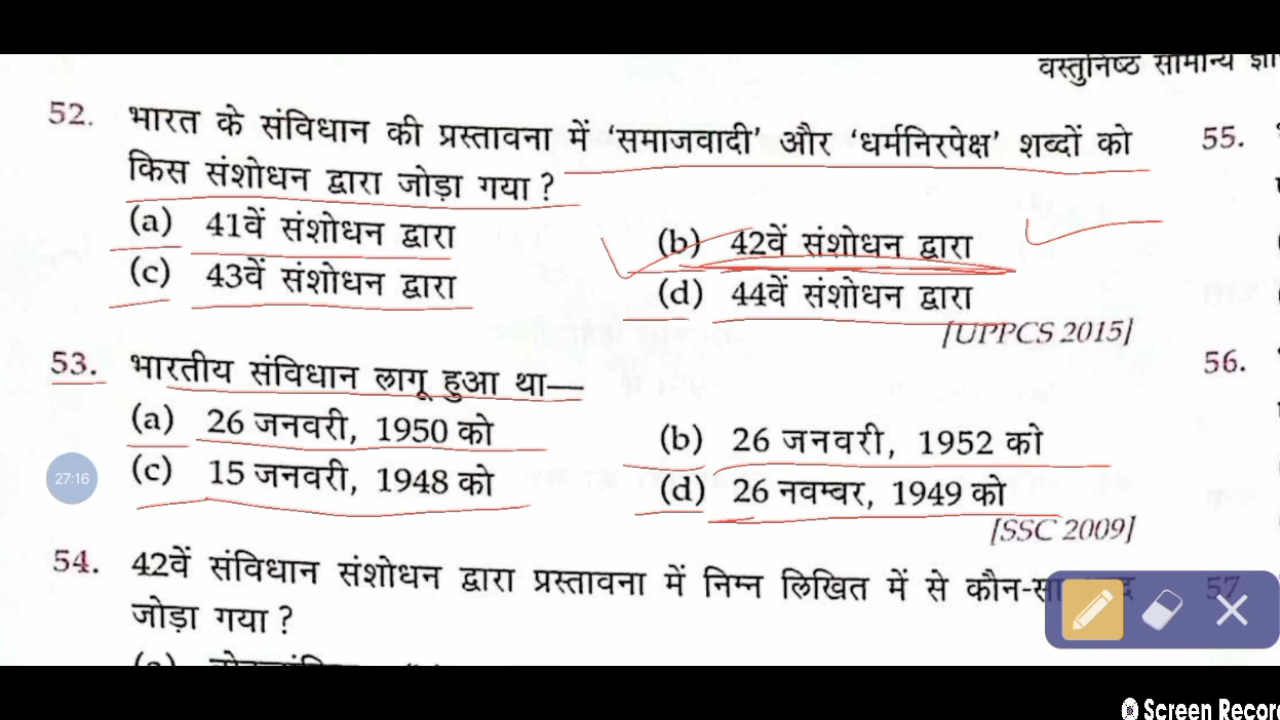 वस्तुनिष्ठ सामान्य
52. भारत के संविधान की प्रस्तावना में ‘समाजवादी’ और ‘धर्मनिरपेक्ष’ शब्दों को
किस संशोधन द्वारा जोड़ा गया ?
(a) 41वें संशोधन द्वारा (b) 42वें संशोधन द्वारा
(c) 43वें संशोधन द्वारा (d) 44वें संशोधन द्वारा
[UPPCS 2015]
53. भारतीय संविधान लागू हुआ था—
(a) 26 जनवरी, 1950 को (b) 26 जनवरी, 1952 को
(c) 15 जनवरी, 1948 को (d) 26 नवम्बर, 1949 को
[SSC 2009]
54. 42वें संविधान संशोधन द्वारा प्रस्तावना में निम्न लिखित में से कौन-सा
जोड़ा गया ?
55.
56.
57
27:16
Screen Recor